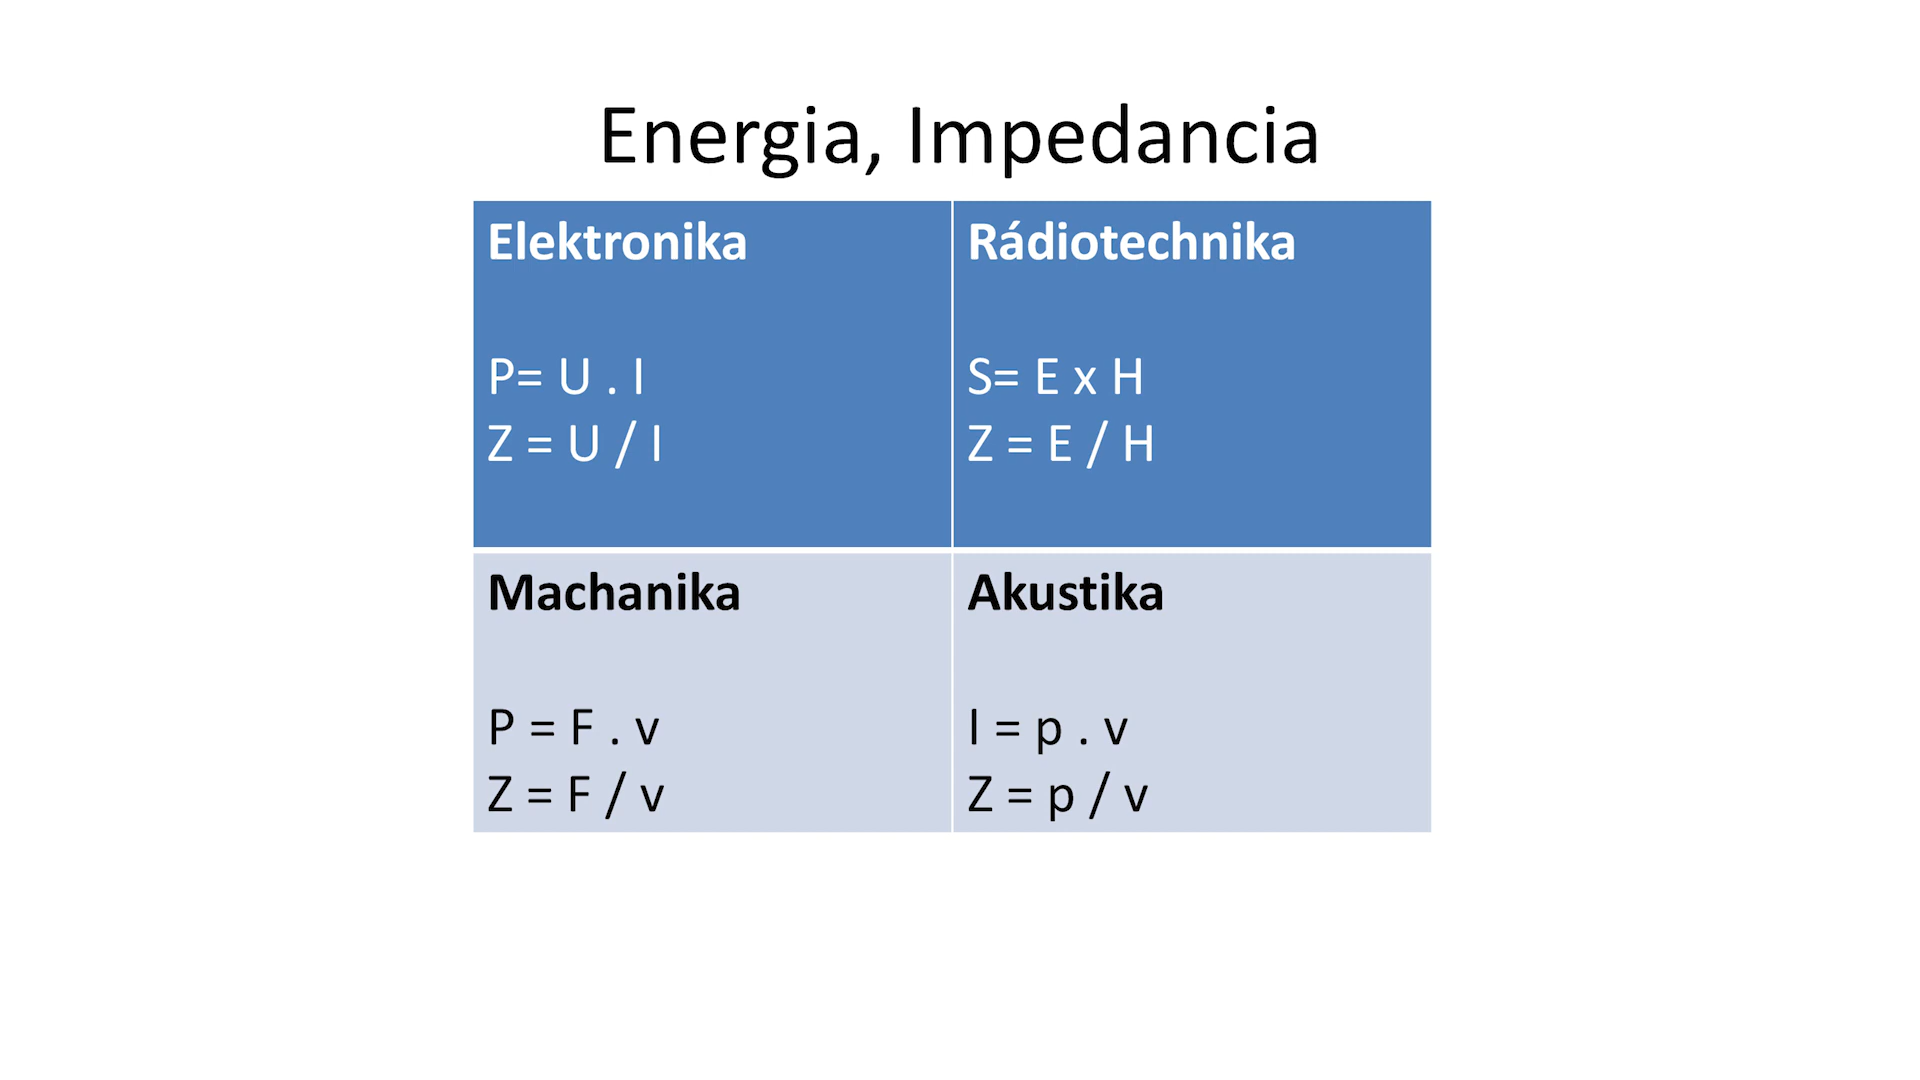 Energia, Impedancia
Elektronika
P= U . I
Z = U / I
Rádiotechnika
S= E x H
Z = E / H
Machanika
P = F . v
Z = F / v
Akustika
I = p . v
Z = p / v